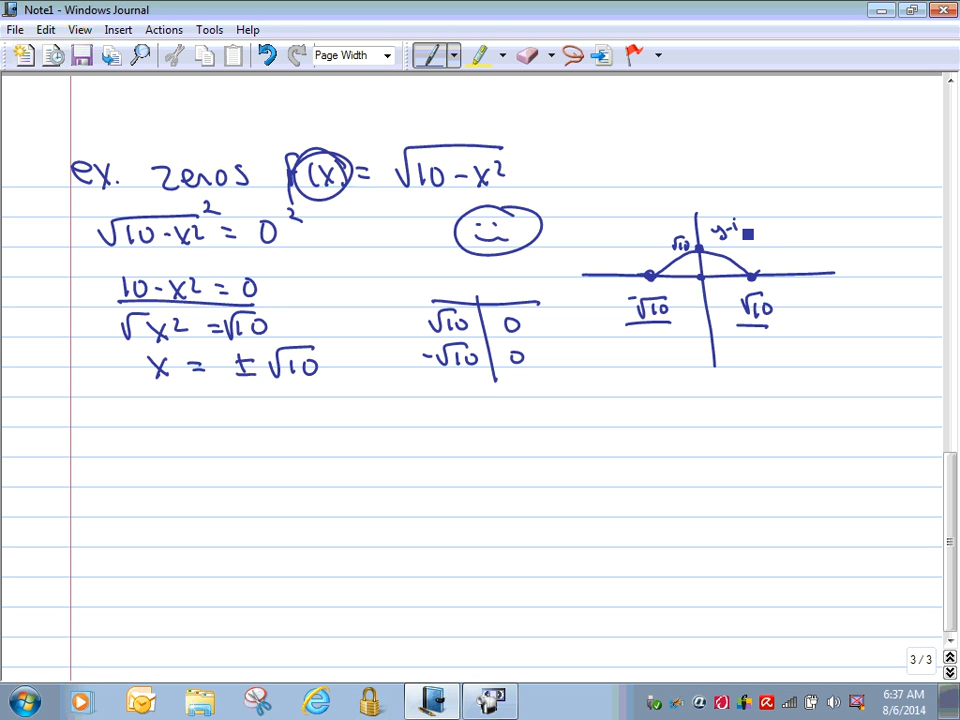 Note1 - Windows Journal
File Edit View Insert Actions Tools Help
Page Width
ex. zeros f(x) = √10-x²
√10-x²² = 0²
10-x² = 0
√x² = √10
x = ± √10
√10 0
-√10 0
y-i
√10
-√10 √10
3 / 3
6:37 AM
8/6/2014